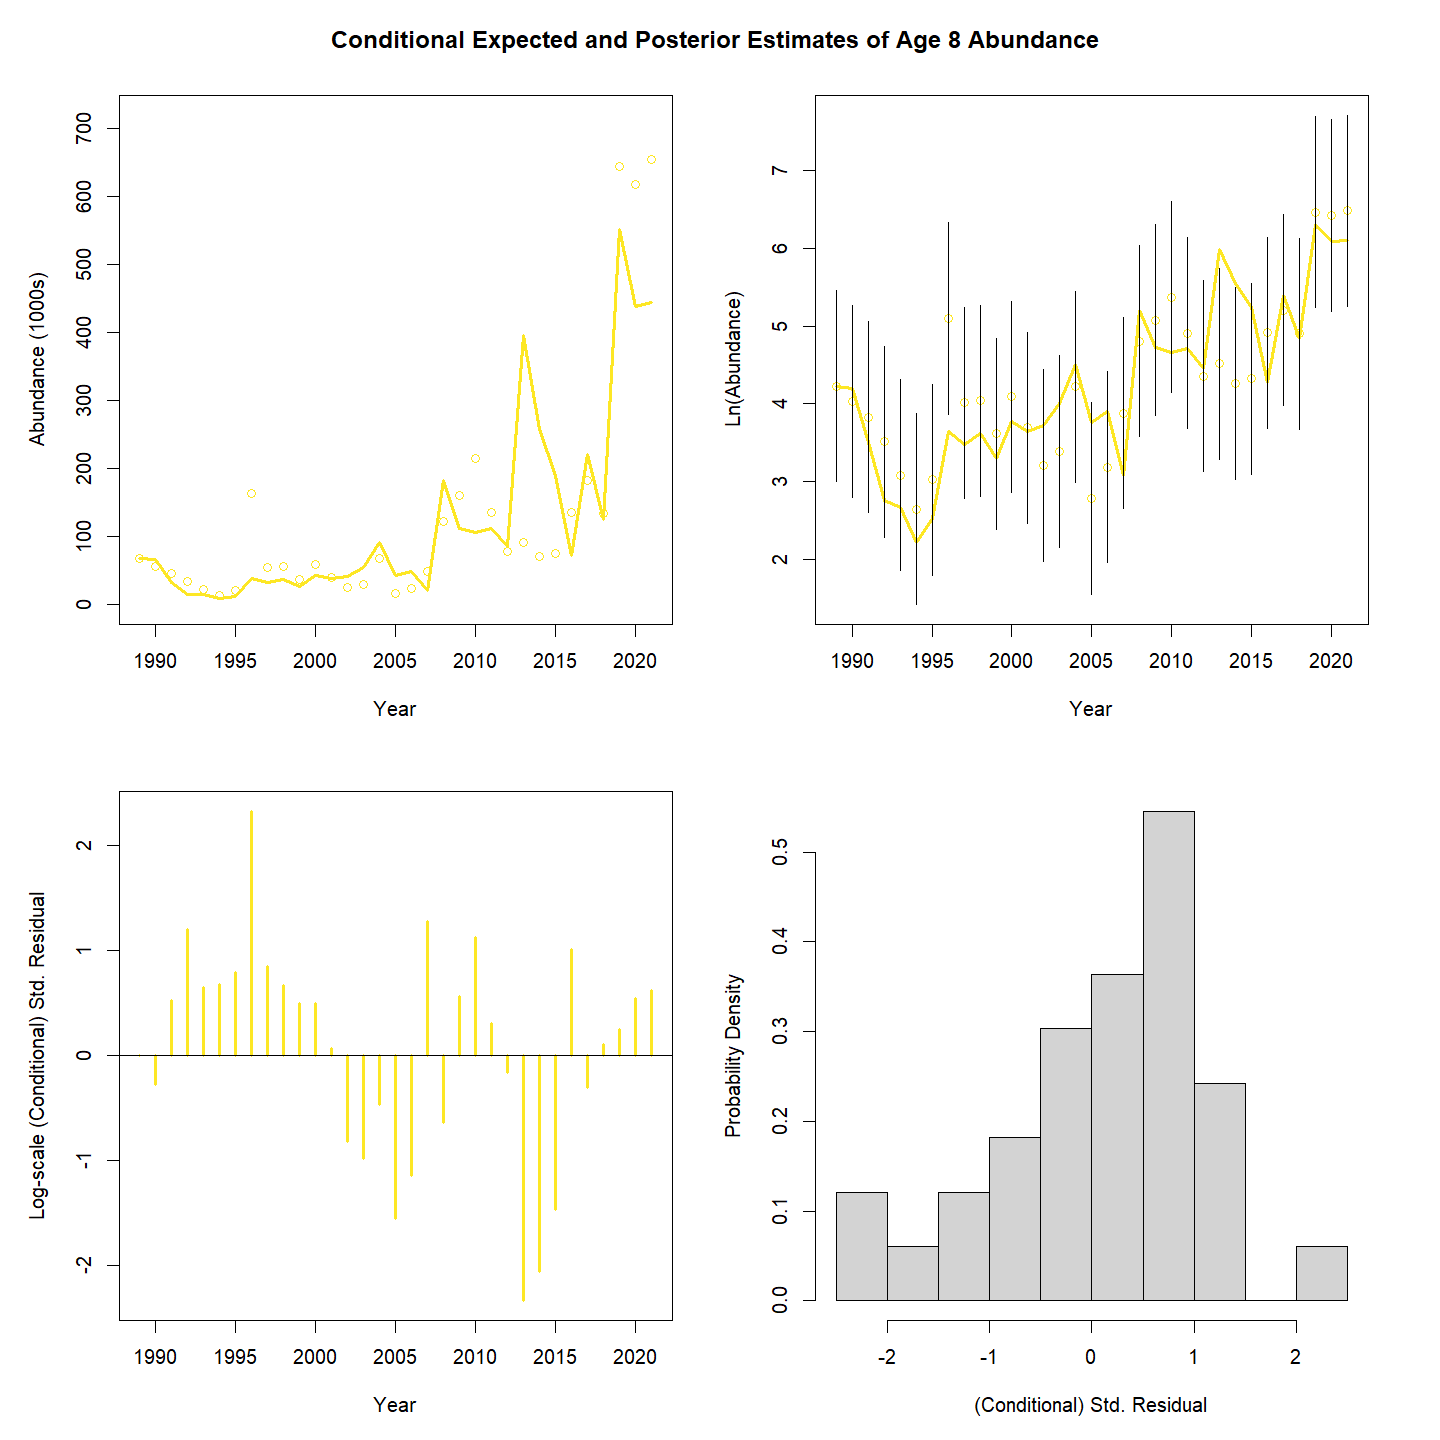 Conditional Expected and Posterior Estimates of Age 8 Abundance
Abundance (1000s)
700
600
500
400
300
200
100
0
1990 1995 2000 2005 2010 2015 2020
Year
Ln(Abundance)
7
6
5
4
3
2
1990 1995 2000 2005 2010 2015 2020
Year
Log-scale (Conditional) Std. Residual
2
1
0
-1
-2
1990 1995 2000 2005 2010 2015 2020
Year
Probability Density
0.5
0.4
0.3
0.2
0.1
0.0
-2 -1 0 1 2
(Conditional) Std. Residual